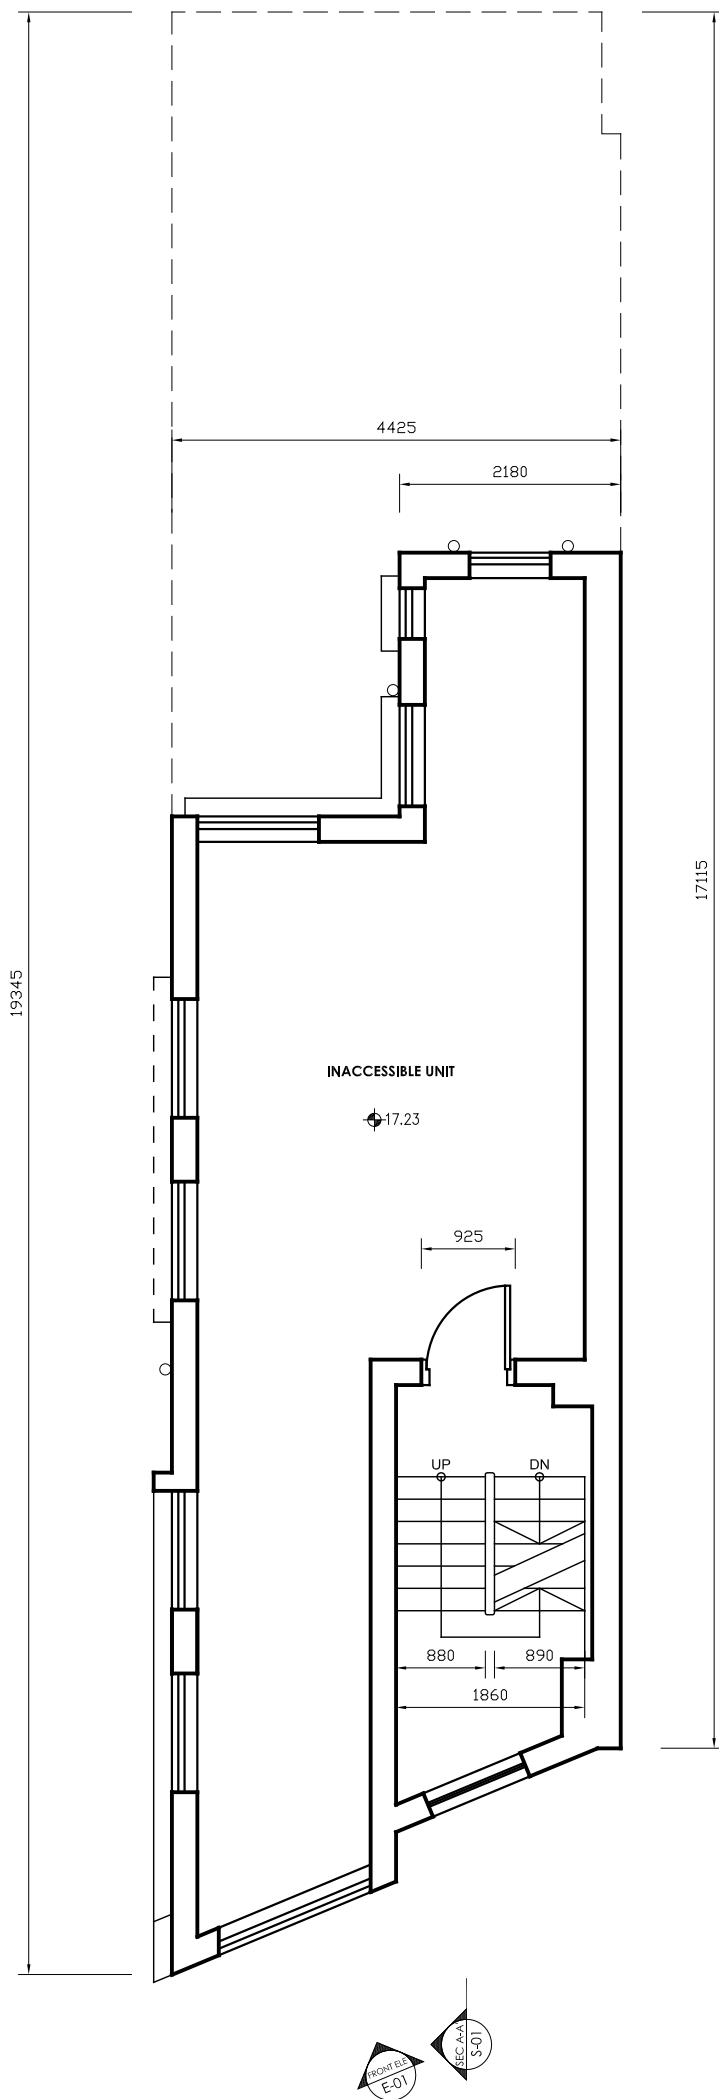 4425
2180
17115
19345
INACCESSIBLE UNIT
17.23
925
UP
DN
880
890
1860
SEC A-A'
S-01
FRONT ELE
E-01